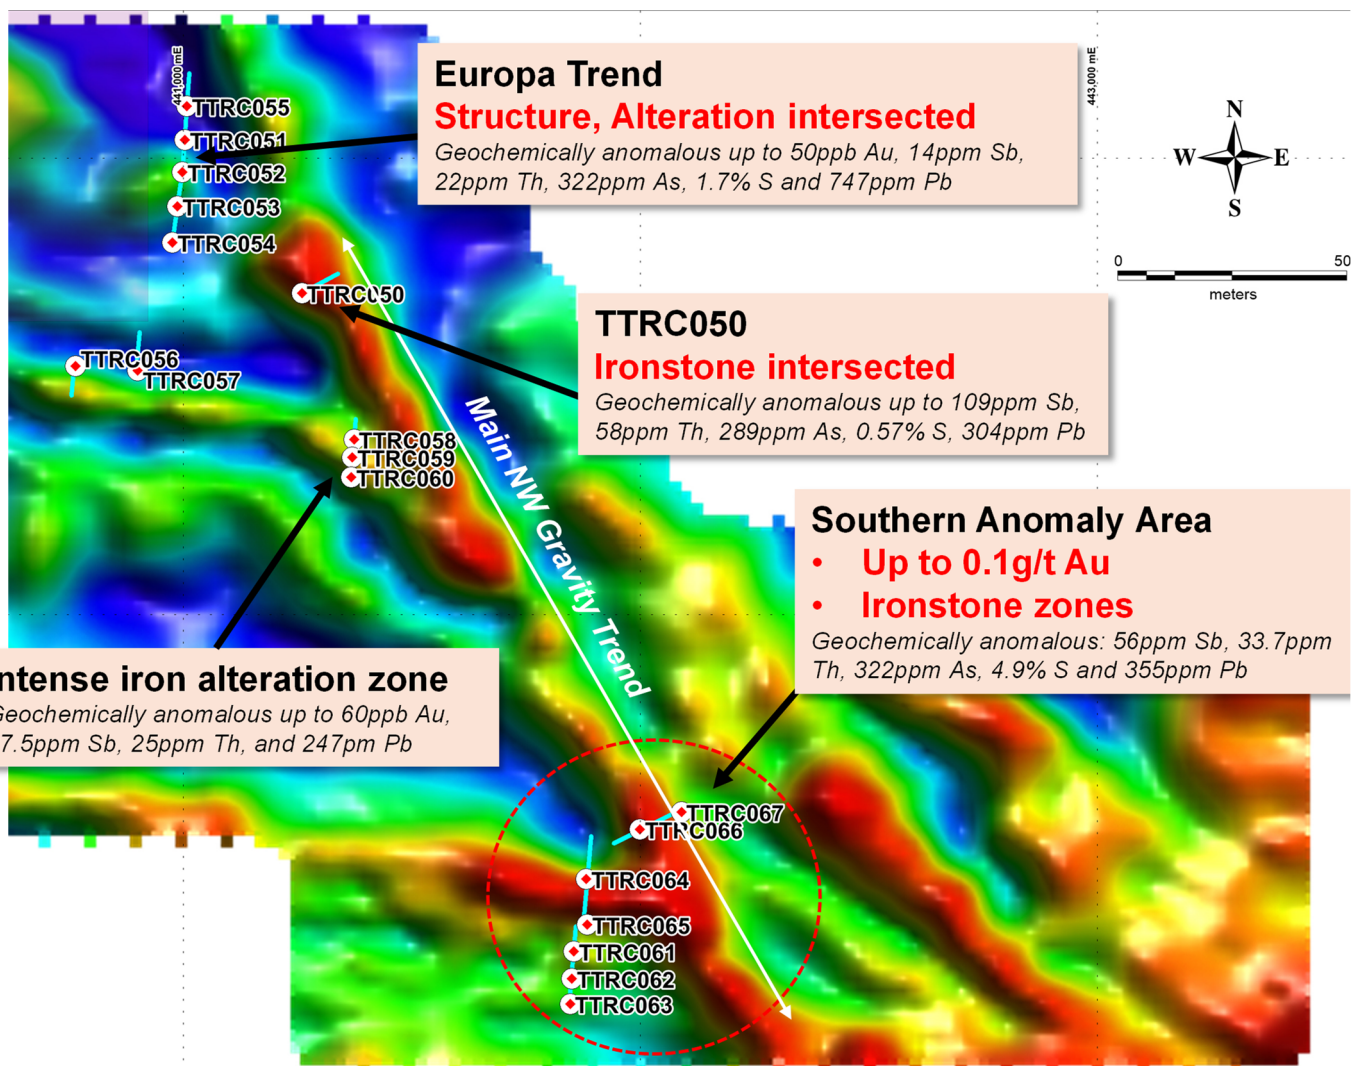 441,000 mE
443,000 mE
Europa Trend
Structure, Alteration intersected
Geochemically anomalous up to 50ppb Au, 14ppm Sb,
22ppm Th, 322ppm As, 1.7% S and 747ppm Pb
N
W E
S
0 50
meters
TTRC055
TTRC051
TTRC052
TTRC053
TTRC054
TTRC050
TTRC050
Ironstone intersected
Geochemically anomalous up to 109ppm Sb,
58ppm Th, 289ppm As, 0.57% S, 304ppm Pb
TTRC056
TTRC057
TTRC058
TTRC059
TTRC060
Main NW Gravity Trend
Southern Anomaly Area
• Up to 0.1g/t Au
• Ironstone zones
Geochemically anomalous: 56ppm Sb, 33.7ppm
Th, 322ppm As, 4.9% S and 355ppm Pb
ntense iron alteration zone
Geochemically anomalous up to 60ppb Au,
7.5ppm Sb, 25ppm Th, and 247pm Pb
TTRC067
TTRC066
TTRC064
TTRC065
TTRC061
TTRC062
TTRC063